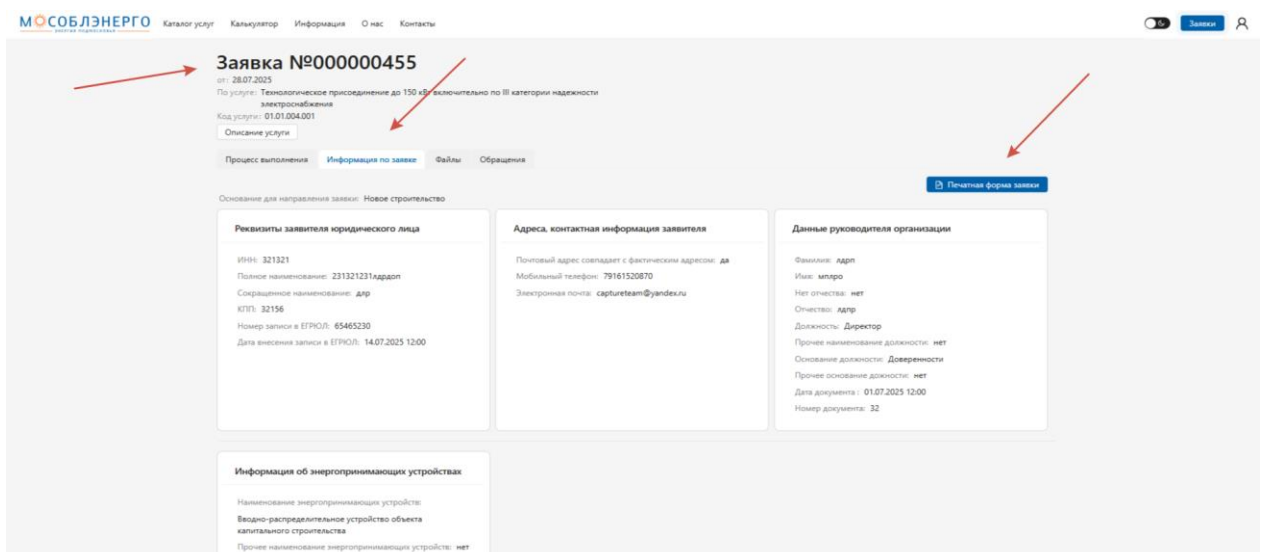 МОСОБЛЭНЕРГО Каталог услуг Калькулятор Информация О нас Контакты Заявки
ЭНЕРГИЯ ПОДМОСКОВЬЯ
Заявка №000000455
от: 28.07.2025
По услуге: Технологическое присоединение до 150 кВт включительно по III категории надежности
электроснабжения
Код услуги: 01.01.004.001
Описание услуги
Процесс выполнения Информация по заявке Файлы Обращения
Печатная форма заявки
Основание для направления заявки: Новое строительство
Реквизиты заявителя юридического лица
ИНН: 321321
Полное наименование: 231321231лдрдоп
Сокращенное наименование: длр
КПП: 32156
Номер записи в ЕГРЮЛ: 65465230
Дата внесения записи в ЕГРЮЛ: 14.07.2025 12:00
Адреса, контактная информация заявителя
Почтовый адрес совпадает с фактическим адресом: да
Мобильный телефон: 79161520870
Электронная почта: captureteam@yandex.ru
Данные руководителя организации
Фамилия: лдрп
Имя: мплро
Нет отчества: нет
Отчество: лдпр
Должность: Директор
Прочее наименование должности: нет
Основание должности: Доверенности
Прочее основание дожности: нет
Дата документа : 01.07.2025 12:00
Номер документа: 32
Информация об энергопринимающих устройствах
Наименование энергопринимающих устройств:
Вводно-распределительное устройство объекта
капитального строительства
Прочее наименование энергопринимающих устройств: нет